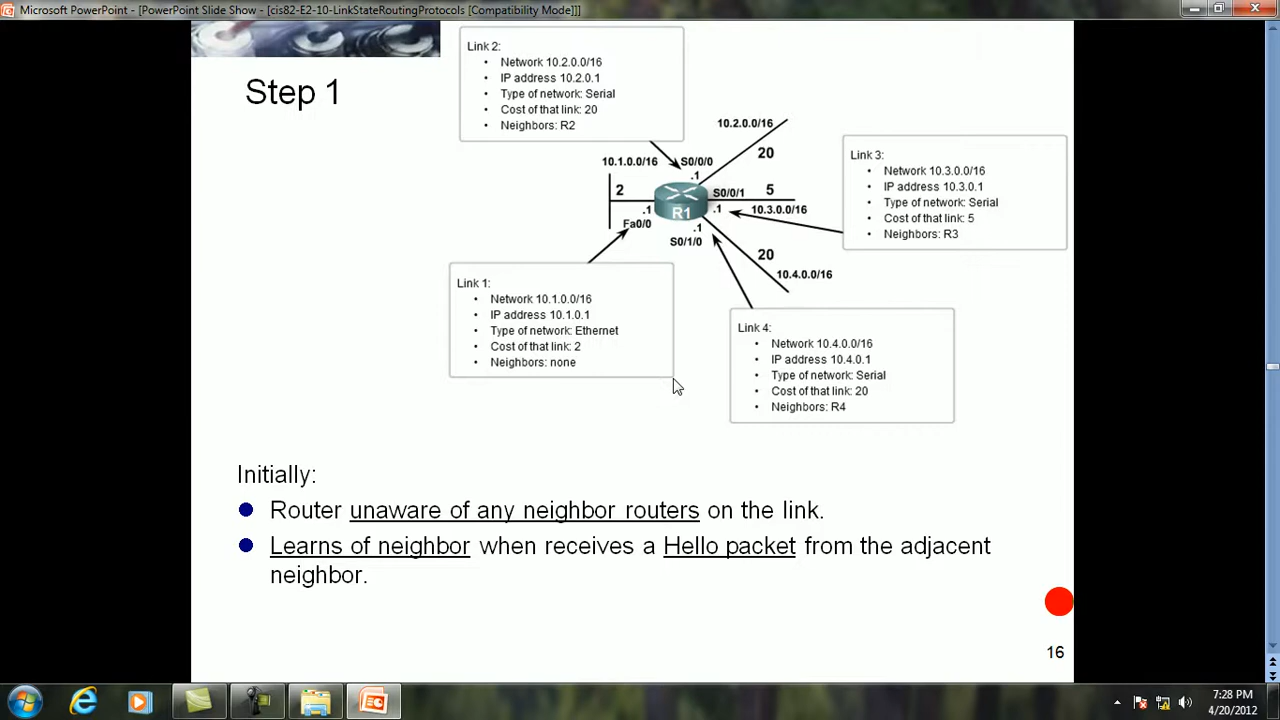 Microsoft PowerPoint - [PowerPoint Slide Show - [cis82-E2-10-LinkStateRoutingProtocols [Compatibility Mode]]]
Step 1
Link 2:
• Network 10.2.0.0/16
• IP address 10.2.0.1
• Type of network: Serial
• Cost of that link: 20
• Neighbors: R2
10.2.0.0/16
20
10.1.0.0/16
S0/0/0
.1
2
S0/0/1
5
R1
.1
.1
10.3.0.0/16
Fa0/0
.1
S0/1/0
20
10.4.0.0/16
Link 3:
• Network 10.3.0.0/16
• IP address 10.3.0.1
• Type of network: Serial
• Cost of that link: 5
• Neighbors: R3
Link 1:
• Network 10.1.0.0/16
• IP address 10.1.0.1
• Type of network: Ethernet
• Cost of that link: 2
• Neighbors: none
Link 4:
• Network 10.4.0.0/16
• IP address 10.4.0.1
• Type of network: Serial
• Cost of that link: 20
• Neighbors: R4
Initially:
● Router unaware of any neighbor routers on the link.
● Learns of neighbor when receives a Hello packet from the adjacent
neighbor.
16
7:28 PM
4/20/2012